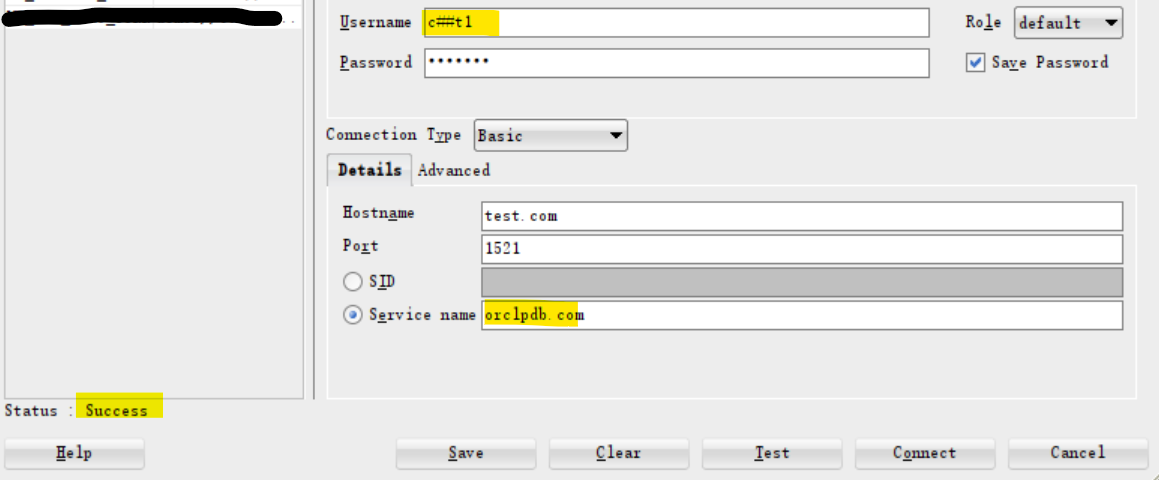 Username c##t1 Role default
Password ••••••• Save Password
Connection Type Basic
Details Advanced
Hostname test.com
Port 1521
SID
Service name orclpdb.com
Status : Success
Help Save Clear Test Connect Cancel